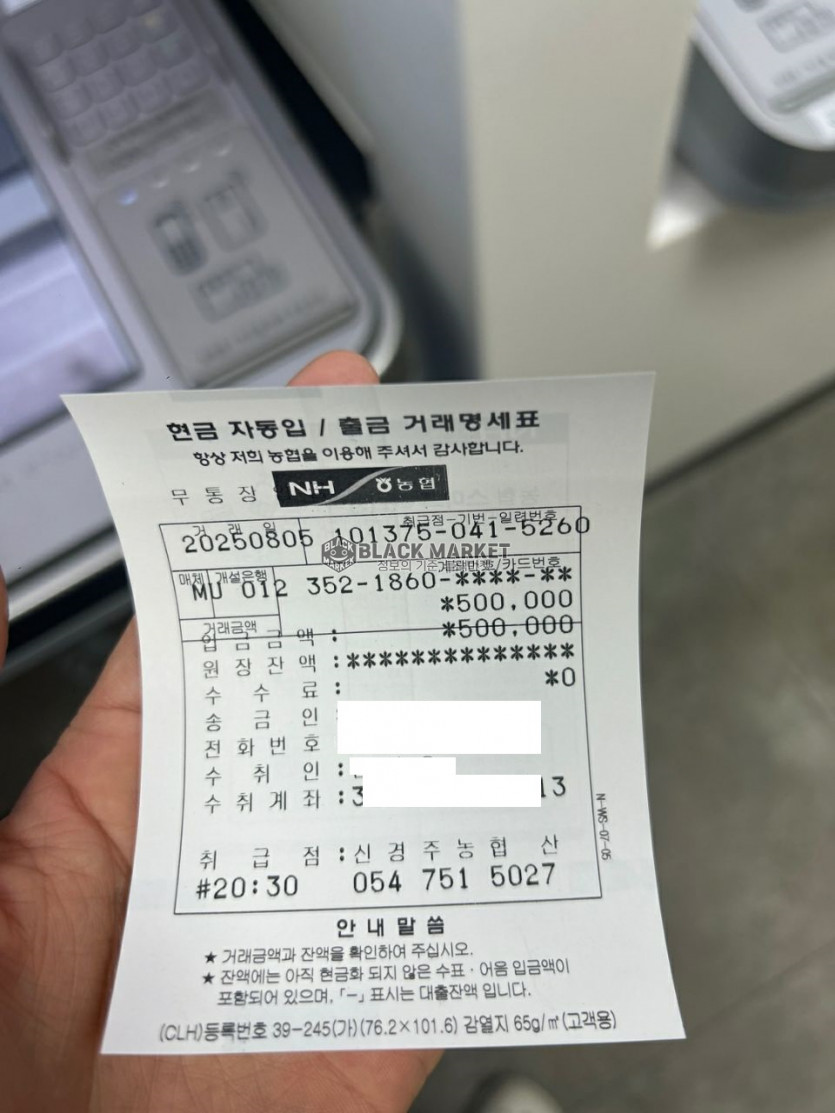 현금 자동입 / 출금 거래명세표
항상 저희 농협을 이용해 주셔서 감사합니다.
무 통 장
NH 농협
거 래 일 취급점-기번-일련번호
20250805 101375-041-5260
BLACK MARKET
정보의 기준
매체 개설은행 계좌번호/카드번호
MU 012 352-1860-****-**
*500,000
거래금액
*500,000
입 금 금 액 :
원 장 잔 액 :**************
수 수 료 : *0
송 금 인
전 화 번 호
수 취 인 :
수 취 계 좌 :3 13
취 급 점 : 신 경 주 농 협 산
#20:30 054 751 5027
N-WS-07-05
안 내 말 씀
★ 거래금액과 잔액을 확인하여 주십시오.
★ 잔액에는 아직 현금화 되지 않은 수표·어음 입금액이
포함되어 있으며, 「-」 표시는 대출잔액 입니다.
(CLH)등록번호 39-245(가)(76.2×101.6) 감열지 65g/㎡(고객용)